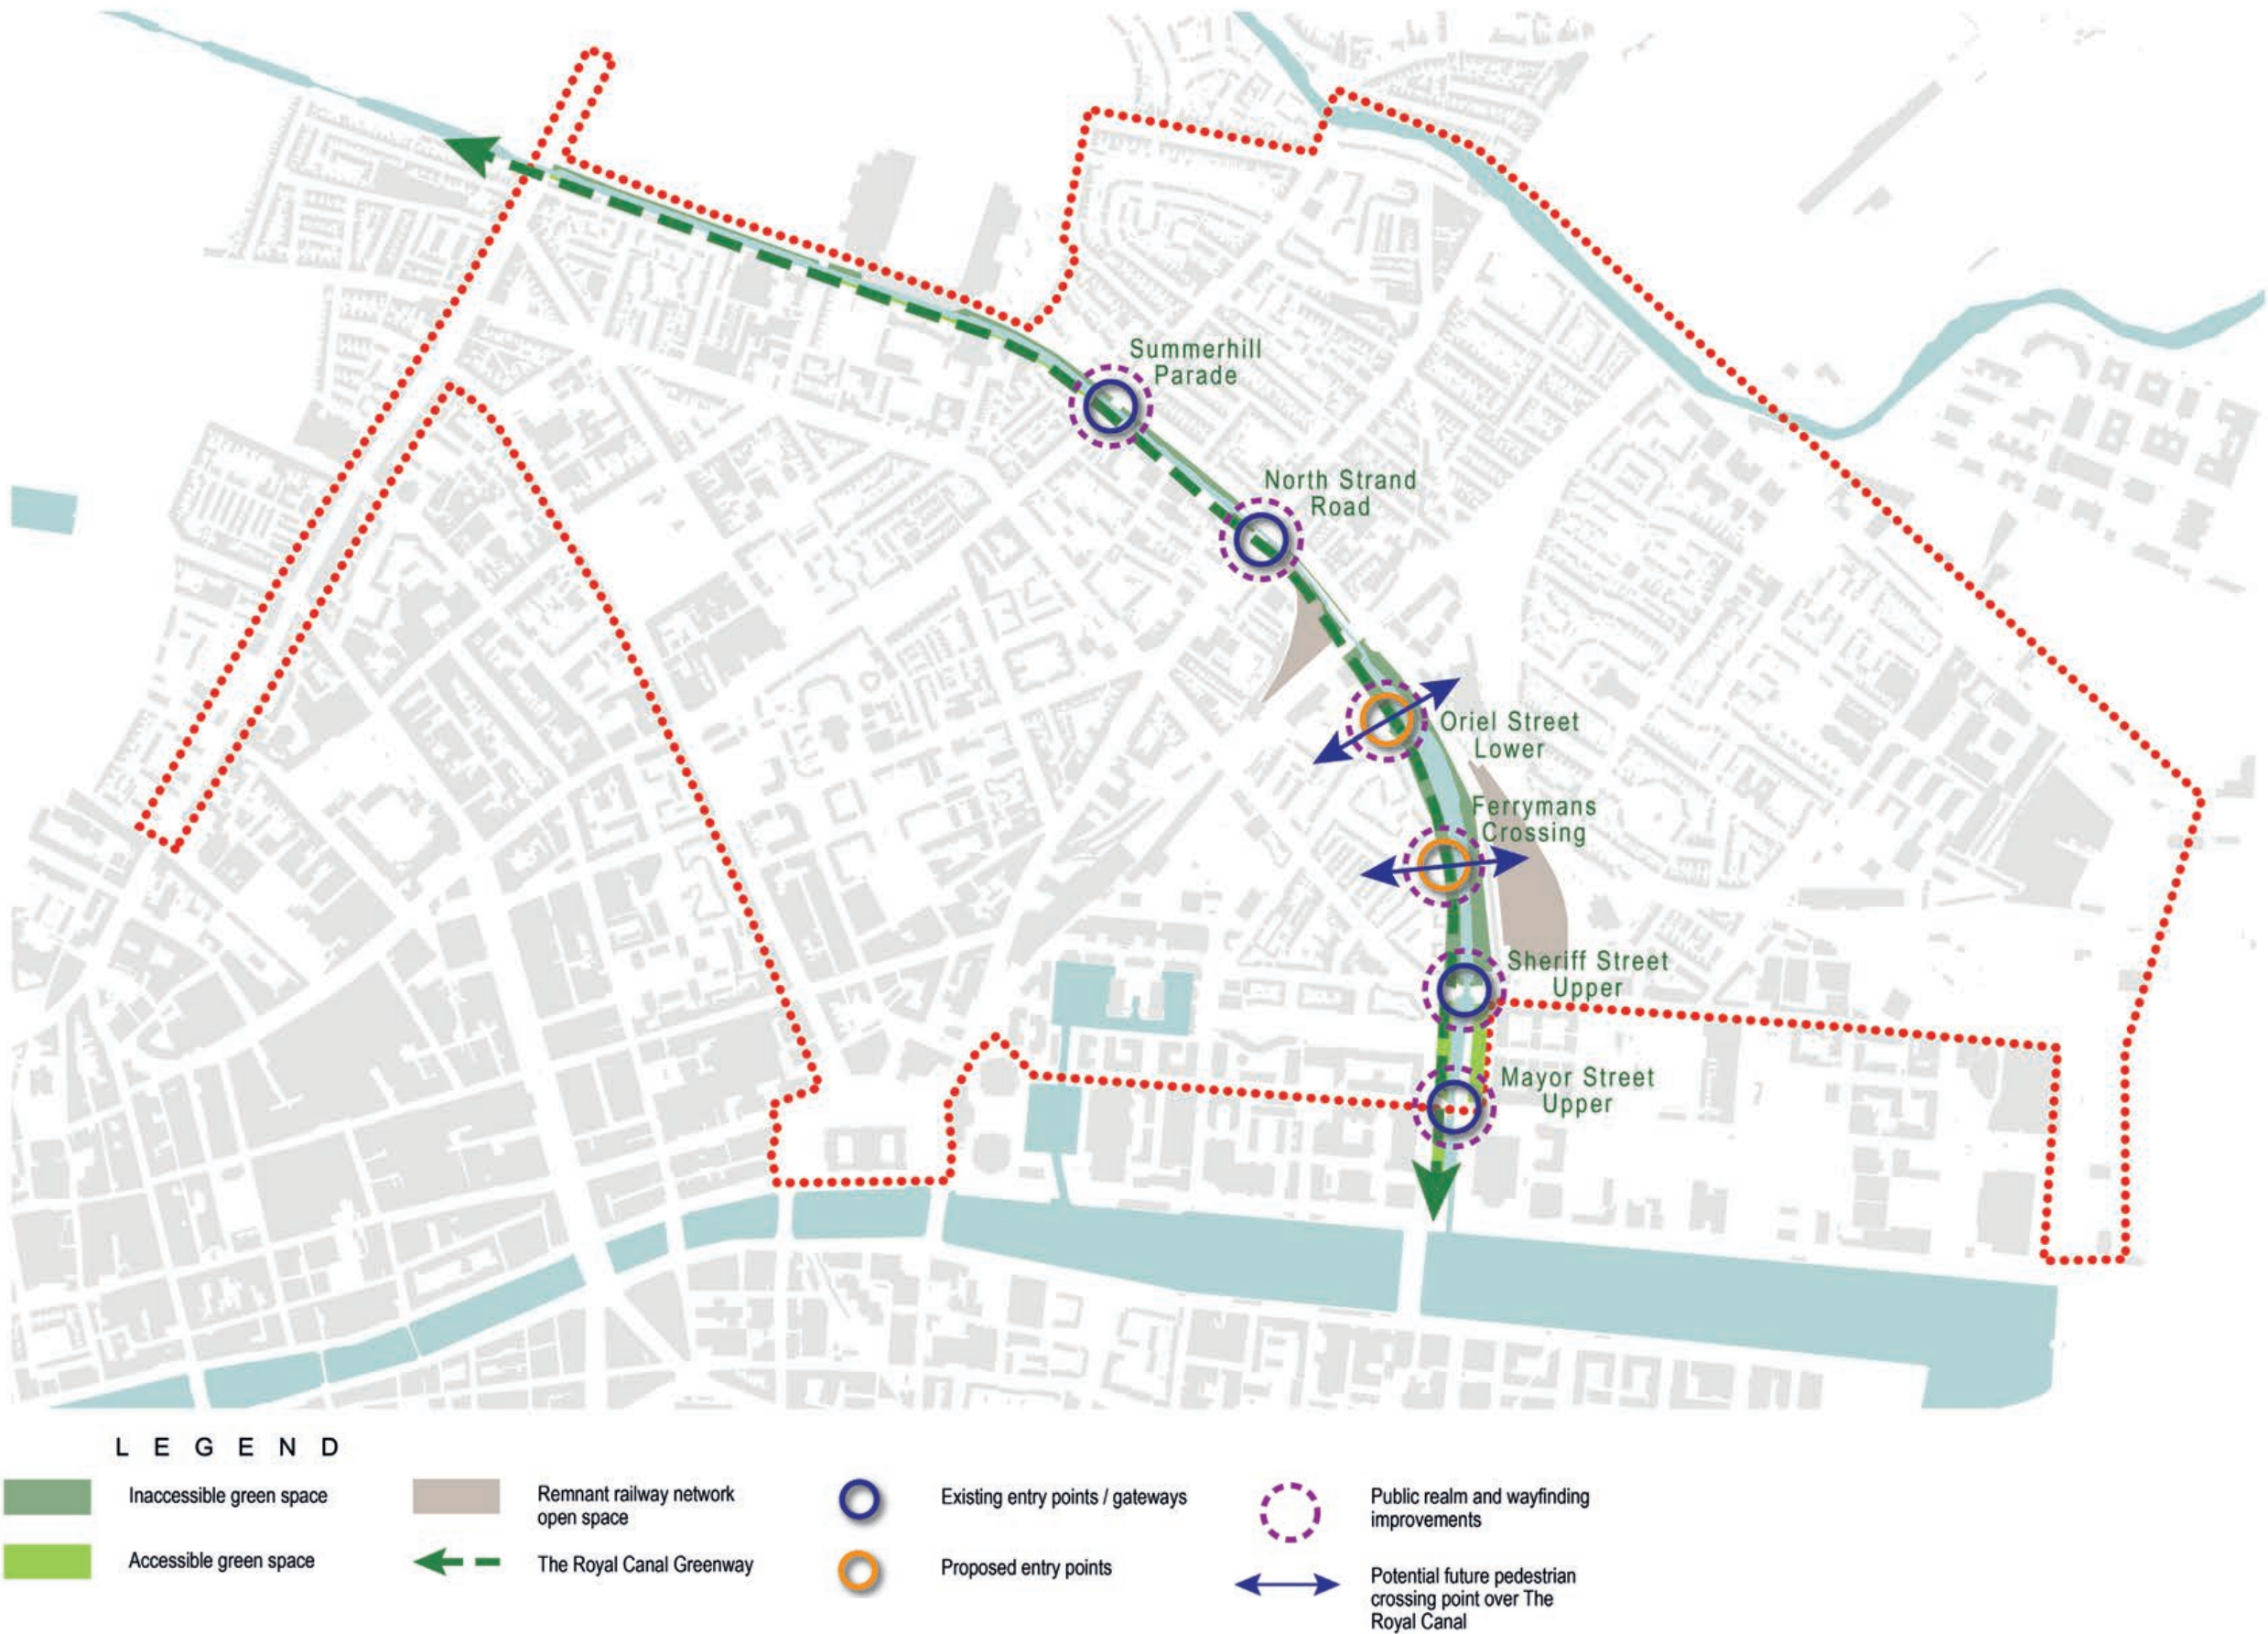 Summerhill
Parade
North Strand
Road
Oriel Street
Lower
Ferrymans
Crossing
Sheriff Street
Upper
Mayor Street
Upper
LEGEND
Inaccessible green space
Accessible green space
Remnant railway network
open space
The Royal Canal Greenway
Existing entry points / gateways
Proposed entry points
Public realm and wayfinding
improvements
Potential future pedestrian
crossing point over The
Royal Canal